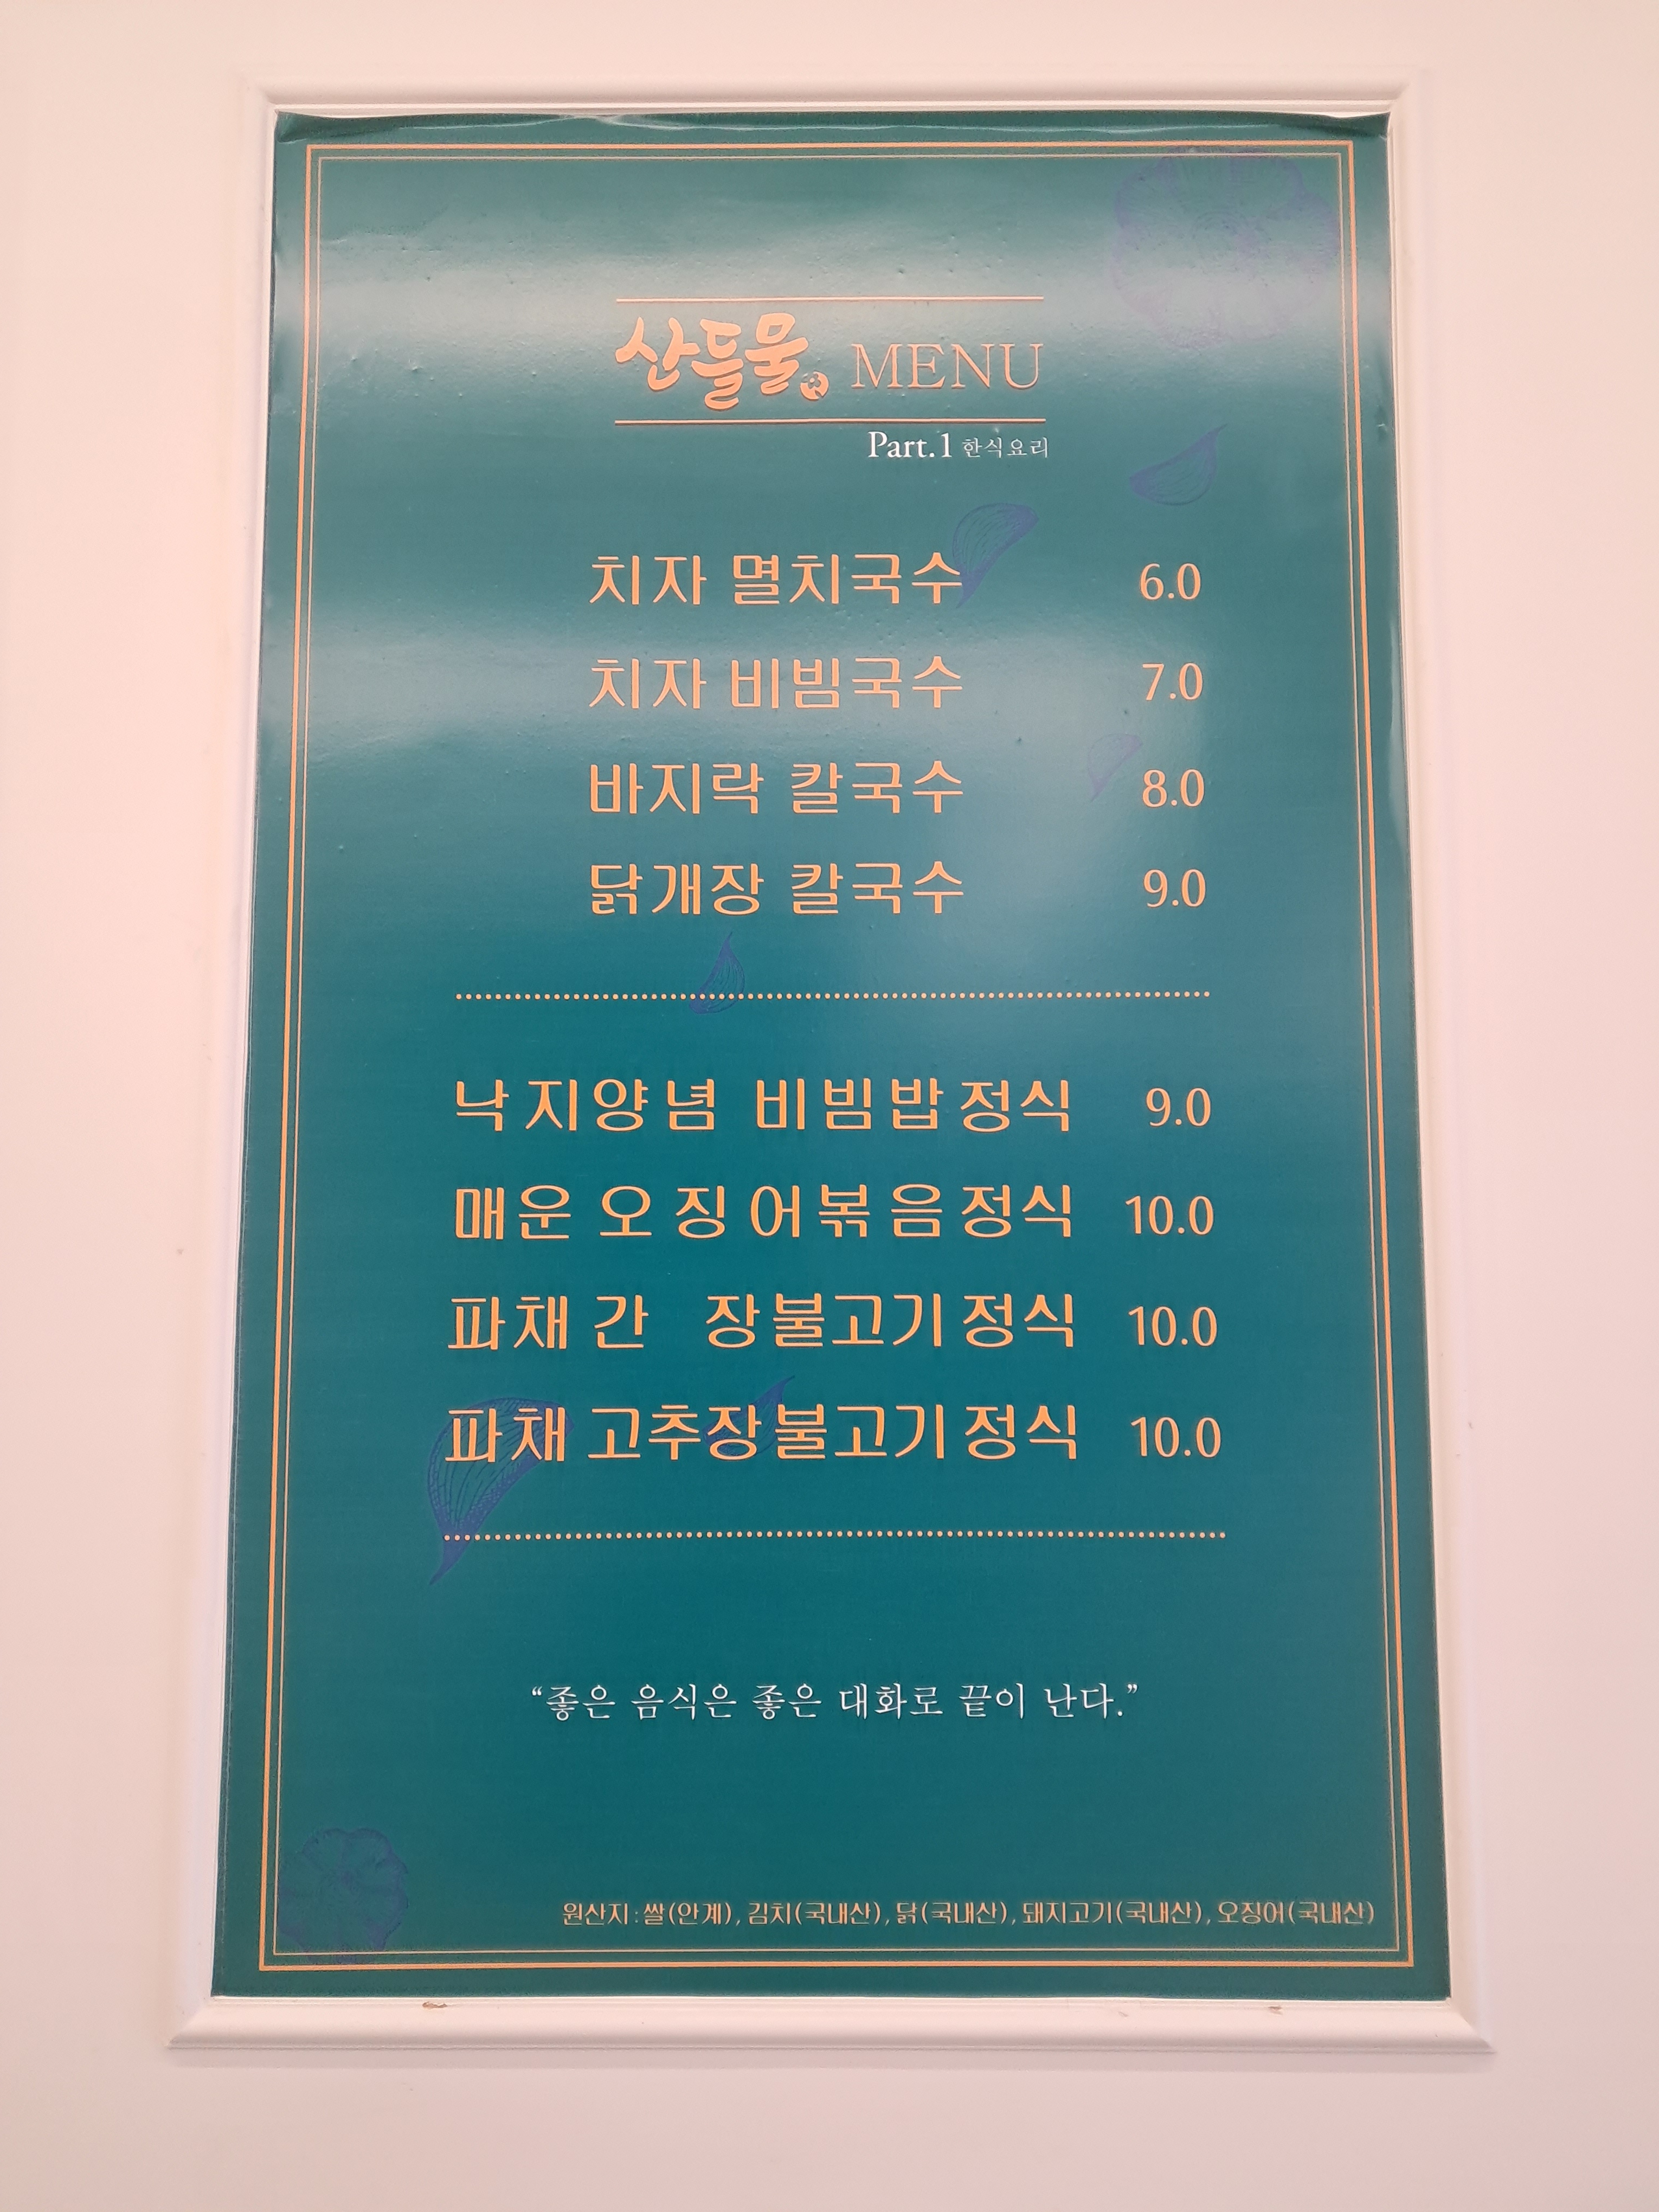 산들물 MENU
Part.1 한식요리
치자 멸치국수 6.0
치자 비빔국수 7.0
바지락 칼국수 8.0
닭개장 칼국수 9.0
낙지양념 비빔밥정식 9.0
매운 오징어볶음정식 10.0
파채 간 장불고기정식 10.0
파채 고추장불고기정식 10.0
“좋은 음식은 좋은 대화로 끝이 난다.”
원산지:쌀(안계), 김치(국내산), 닭(국내산), 돼지고기(국내산), 오징어(국내산)